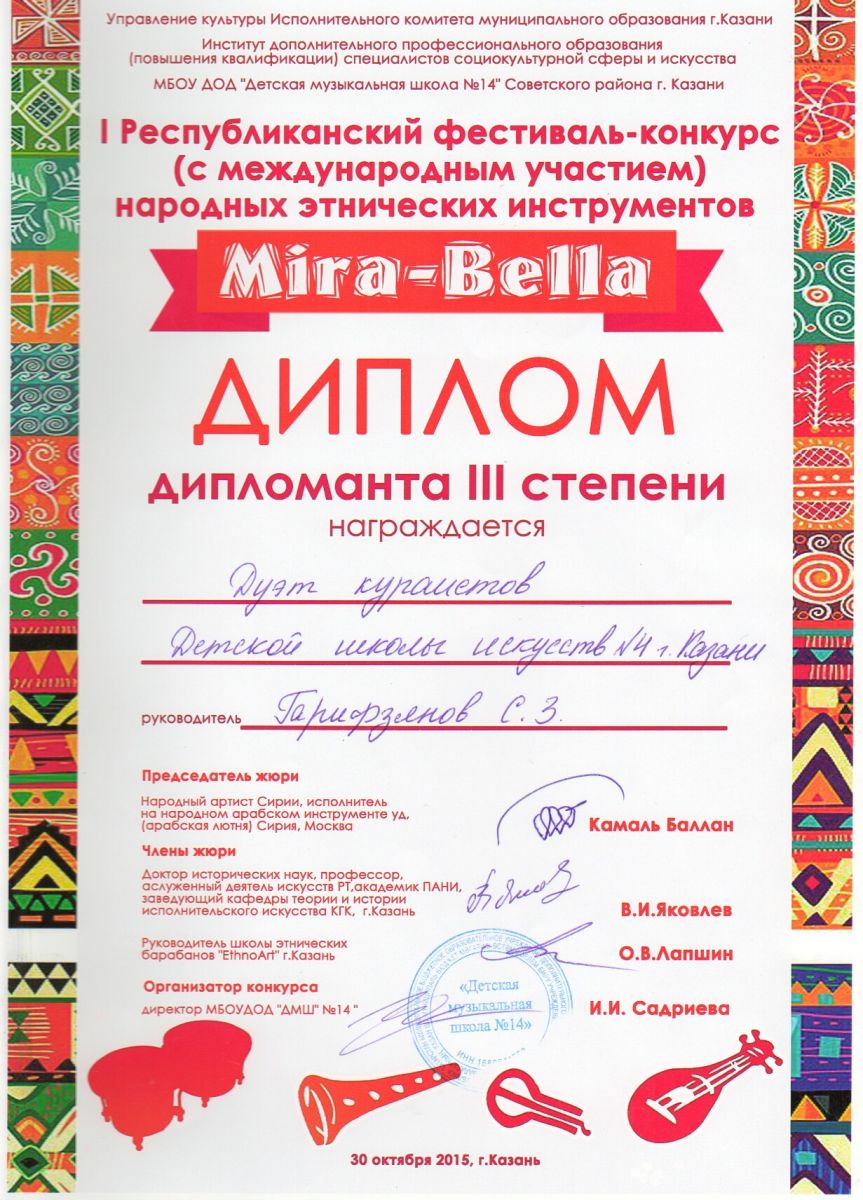 Управление культуры Исполнительного комитета муниципального образования г.Казани
Институт дополнительного профессионального образования
(повышения квалификации) специалистов социокультурной сферы и искусства
МБОУ ДОД "Детская музыкальная школа №14" Советского района г. Казани
I Республиканский фестиваль-конкурс
(с международным участием)
народных этнических инструментов
Mira-Bella
ДИПЛОМ
дипломанта III степени
награждается
Дуэт кураистов
Детской школы искусств №4 г. Казани
руководитель Гарифзянов С. З.
Председатель жюри
Народный артист Сирии, исполнитель
на народном арабском инструменте уд,
(арабская лютня) Сирия, Москва
Камаль Баллан
Члены жюри
Доктор исторических наук, профессор,
аслуженный деятель искусств РТ,академик ПАНИ,
заведующий кафедры теории и истории
исполнительского искусства КГК, г.Казань
В.И.Яковлев
Руководитель школы этнических
барабанов "EthnoArt" г.Казань
О.В.Лапшин
Организатор конкурса
директор МБОУДОД "ДМШ" №14 "
И.И. Садриева
«Детская
музыкальная
школа №14»
30 октября 2015, г.Казань